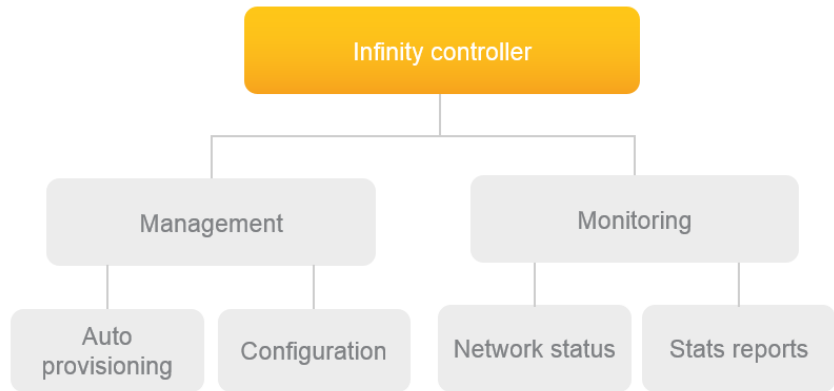 Infinity controller
Management
Monitoring
Auto
provisioning
Configuration
Network status
Stats reports